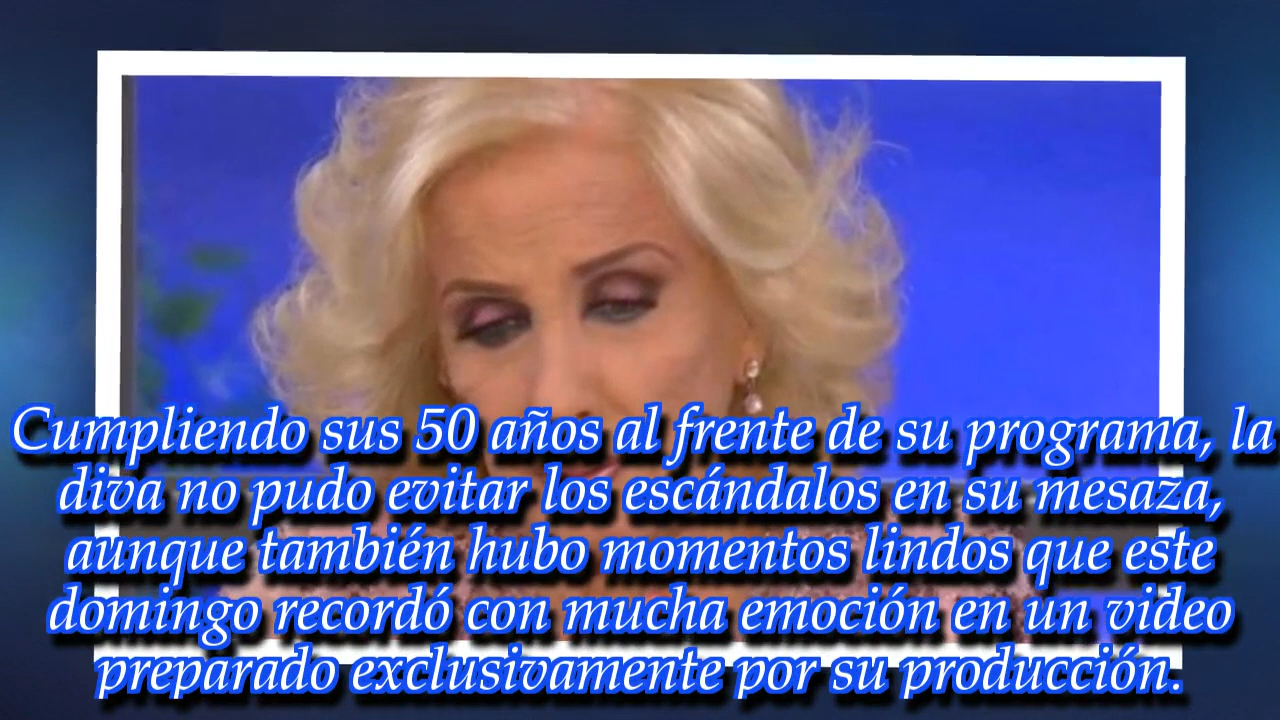 Cumpliendo sus 50 años al frente de su programa, la
diva no pudo evitar los escándalos en su mesaza,
aunque también hubo momentos lindos que este
domingo recordó con mucha emoción en un video
preparado exclusivamente por su producción.